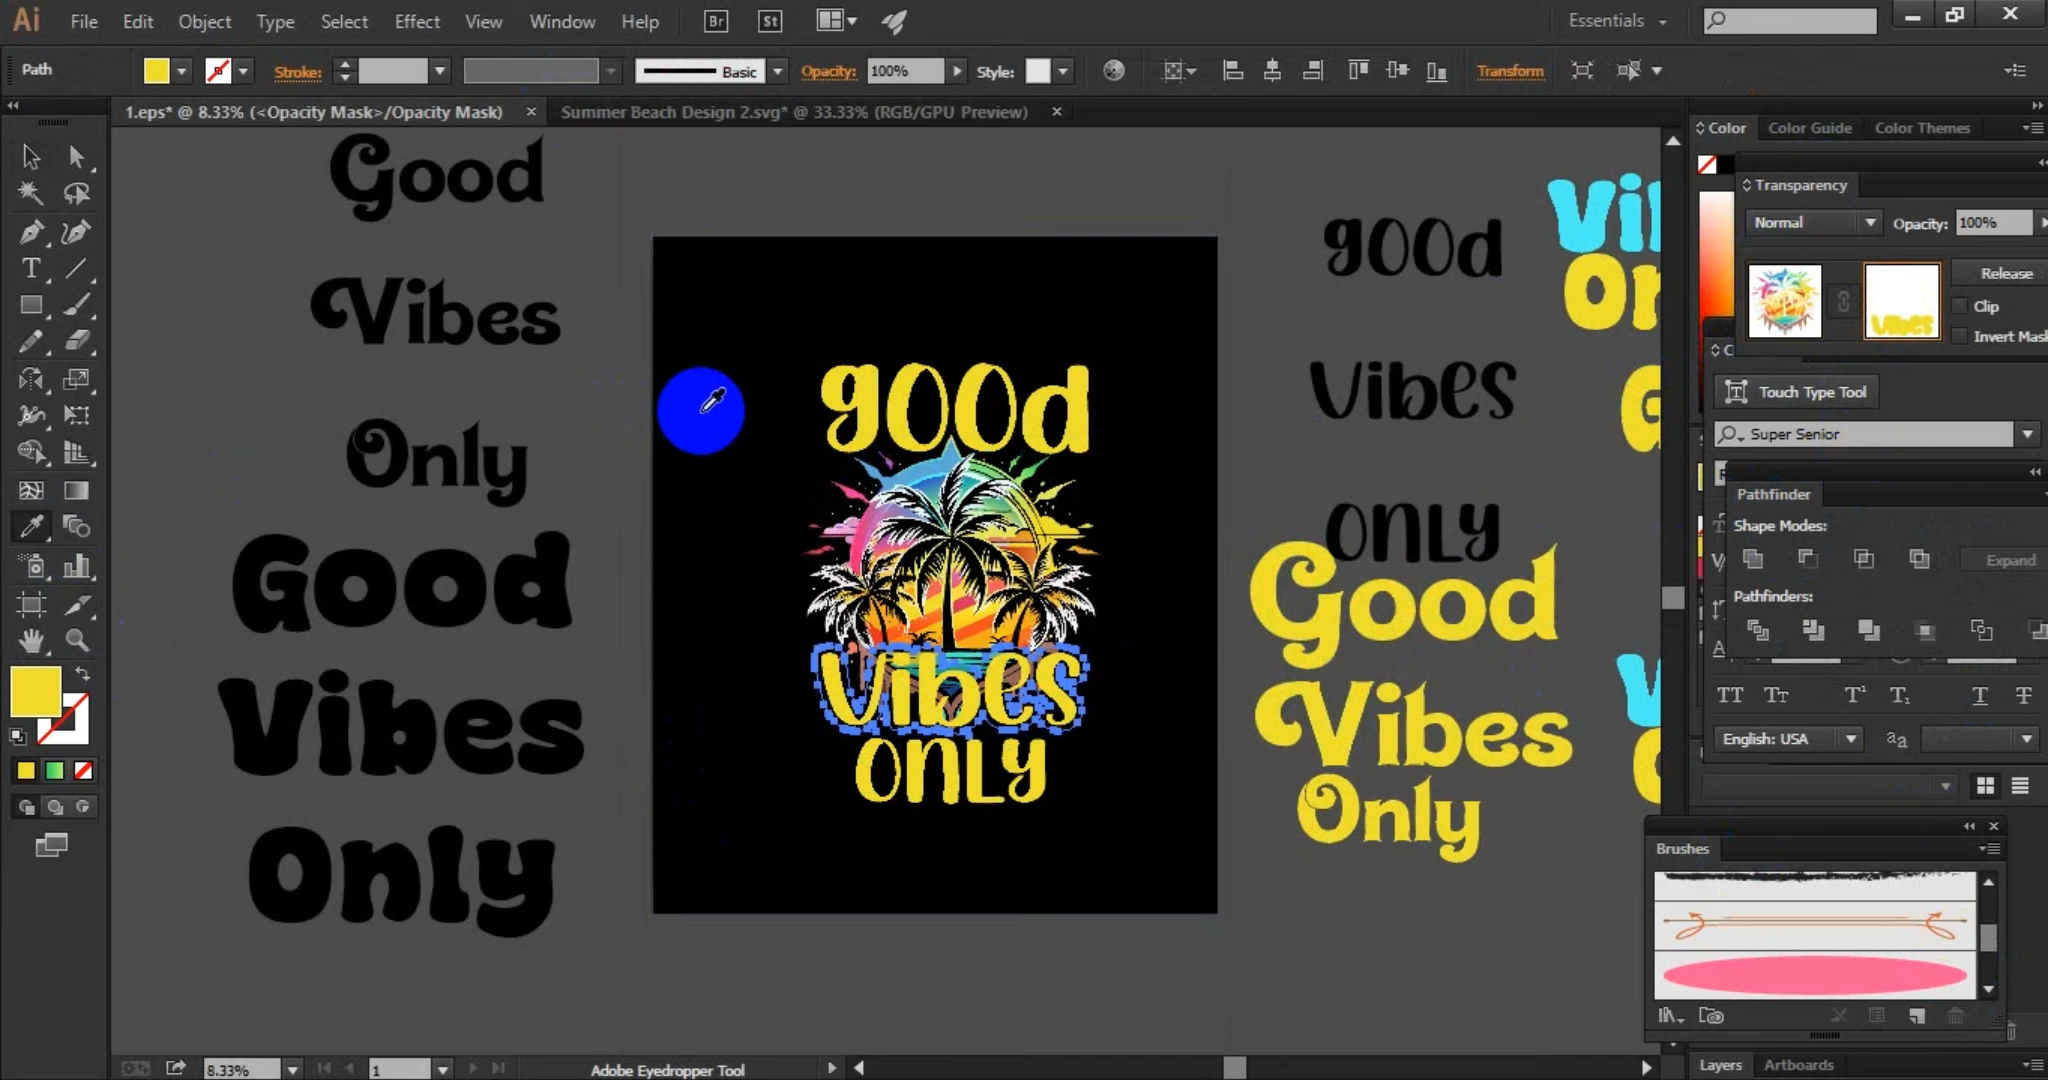 Ai File Edit Object Type Select Effect View Window Help Br St Essentials
Path Stroke: Basic Opacity: 100% Style: Transform
1.eps* @ 8.33% (<Opacity Mask>/Opacity Mask) Summer Beach Design 2.svg* @ 33.33% (RGB/GPU Preview)
Good
Vibes
Only
Good
Vibes
Only
good
Vibes
only
good
Vibes
only
Good
Vibes
Only
Color Color Guide Color Themes
Transparency
Normal Opacity: 100%
Release
Clip
Invert Mas
Touch Type Tool
Super Senior
Pathfinder
Shape Modes:
Expand
Pathfinders:
English: USA
Brushes
Layers Artboards
8.33% 1 Adobe Eyedropper Tool